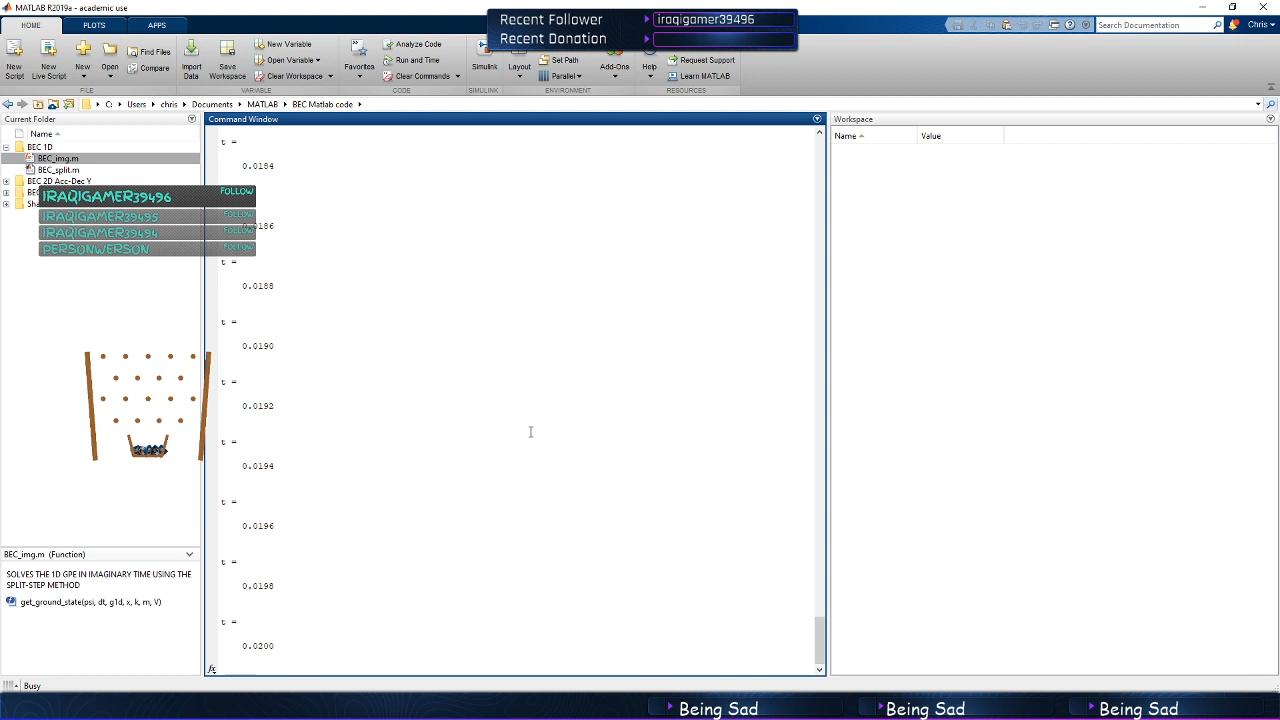 MATLAB R2019a - academic use
Recent Follower
iraqigamer39496
Recent Donation
HOME
PLOTS
APPS
Search Documentation
Chris
New Script
New Live Script
New
Open
Find Files
Compare
Import Data
Save Workspace
New Variable
Open Variable
Clear Workspace
Favorites
Analyze Code
Run and Time
Clear Commands
Simulink
Layout
Set Path
Parallel
Add-Ons
Help
Request Support
Learn MATLAB
FILE
VARIABLE
CODE
SIMULINK
ENVIRONMENT
RESOURCES
C: Users chris Documents MATLAB BEC Matlab code
Current Folder
Name
BEC 1D
BEC_img.m
BEC_split.m
BEC 2D Acc-Dec Y
IRAQIGAMER39496 FOLLOW
IRAQIGAMER39495 FOLLOW
IRAQIGAMER39494 FOLLOW
PERSONWERSON FOLLOW
BEC_img.m (Function)
SOLVES THE 1D GPE IN IMAGINARY TIME USING THE
SPLIT-STEP METHOD
get_ground_state(psi, dt, g1d, x, k, m, V)
Command Window
t =
0.0184
0186
t =
0.0188
t =
0.0190
t =
0.0192
t =
0.0194
t =
0.0196
t =
0.0198
t =
0.0200
fx
Workspace
Name
Value
Busy
Being Sad
Being Sad
Being Sad